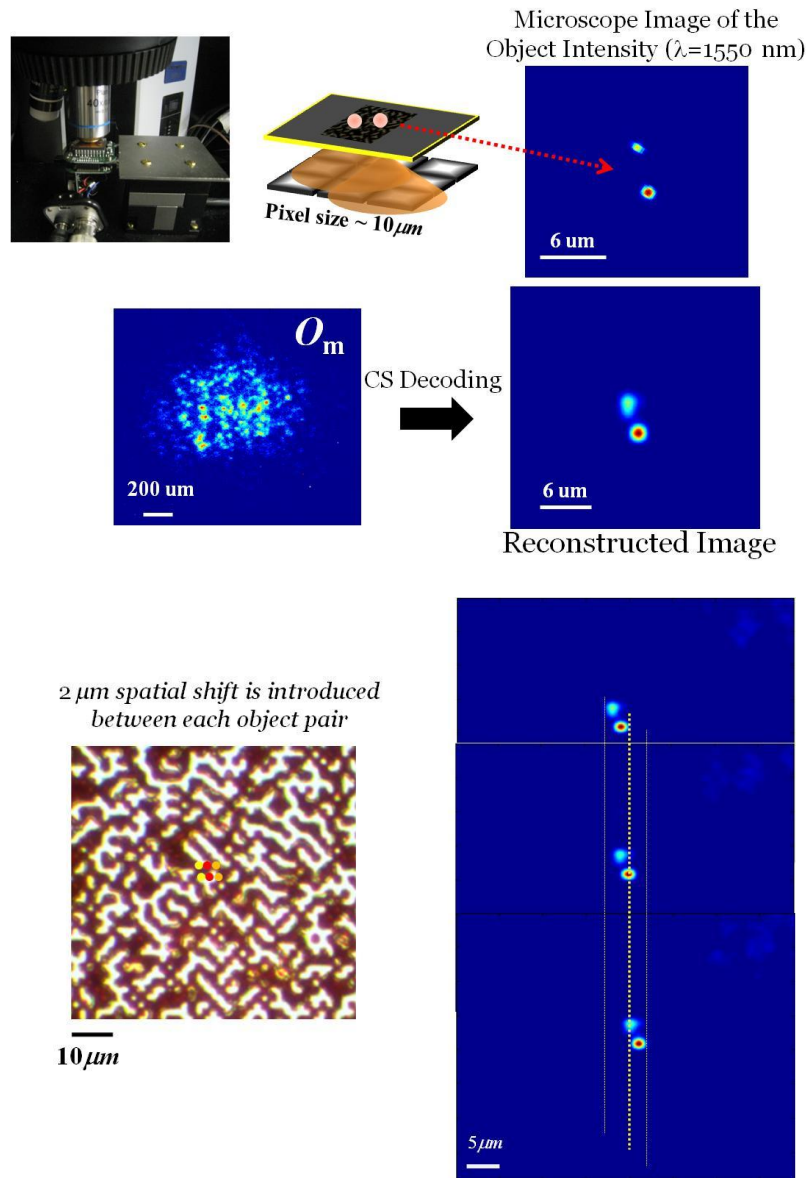 Microscope Image of the
Object Intensity (λ=1550 nm)
40x
Pixel size ~ 10μm
6 um
Om
CS Decoding
200 um
6 um
Reconstructed Image
2 μm spatial shift is introduced
between each object pair
10μm
5μm